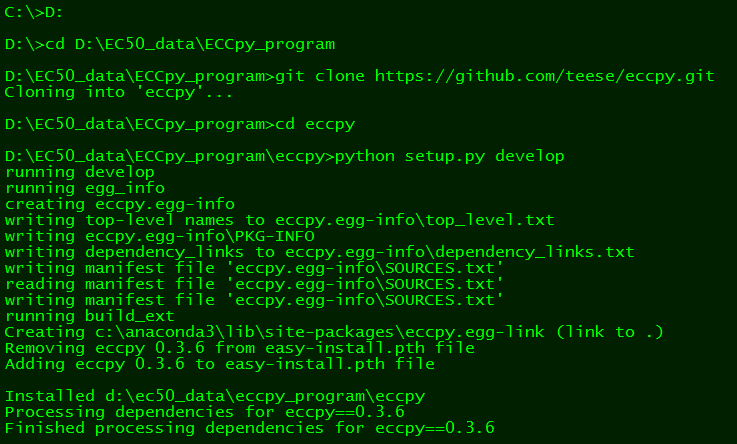 C:\>D:
D:\>cd D:\EC50_data\ECCpy_program
D:\EC50_data\ECCpy_program>git clone https://github.com/teese/eccpy.git
Cloning into 'eccpy'...
D:\EC50_data\ECCpy_program>cd eccpy
D:\EC50_data\ECCpy_program\eccpy>python setup.py develop
running develop
running egg_info
creating eccpy.egg-info
writing top-level names to eccpy.egg-info\top_level.txt
writing eccpy.egg-info\PKG-INFO
writing dependency_links to eccpy.egg-info\dependency_links.txt
writing manifest file 'eccpy.egg-info\SOURCES.txt'
reading manifest file 'eccpy.egg-info\SOURCES.txt'
writing manifest file 'eccpy.egg-info\SOURCES.txt'
running build_ext
Creating c:\anaconda3\lib\site-packages\eccpy.egg-link (link to .)
Removing eccpy 0.3.6 from easy-install.pth file
Adding eccpy 0.3.6 to easy-install.pth file
Installed d:\ec50_data\eccpy_program\eccpy
Processing dependencies for eccpy==0.3.6
Finished processing dependencies for eccpy==0.3.6